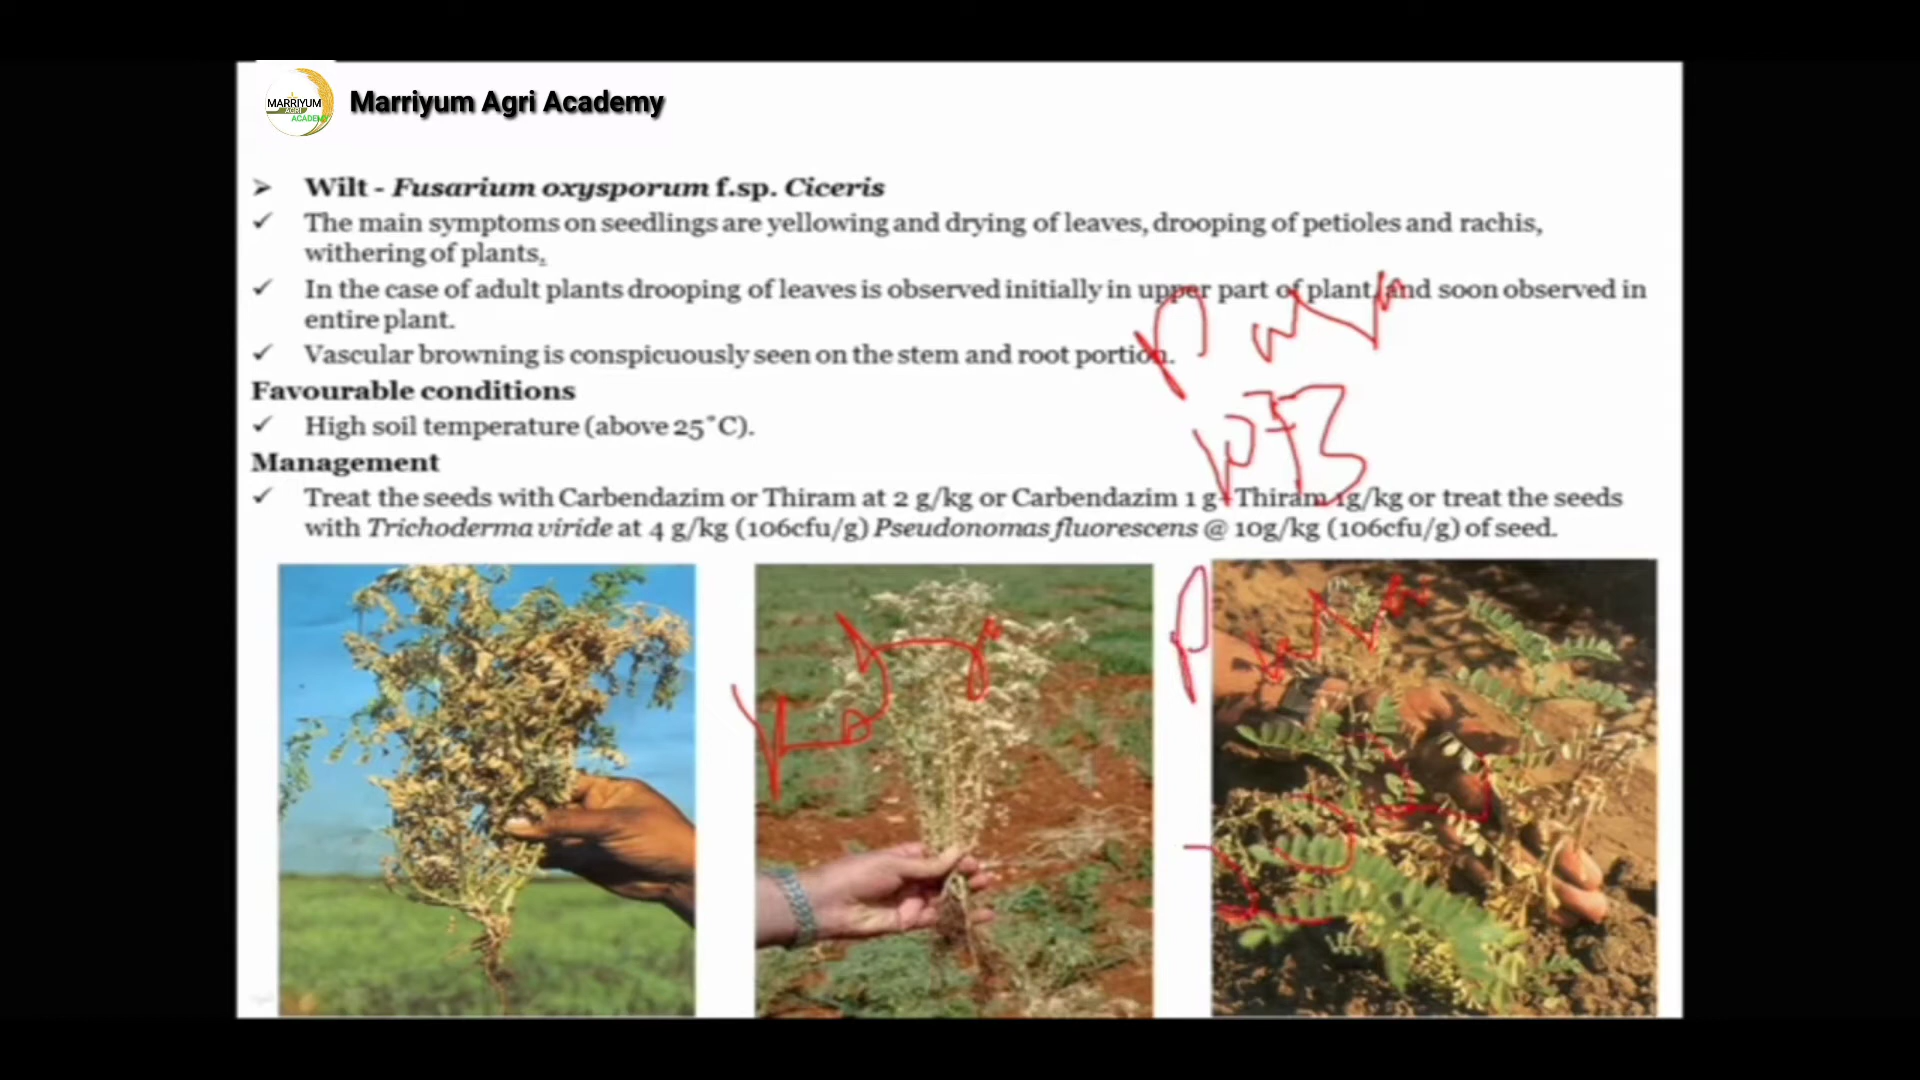 MARRIYUM
AGRI
ACADEMY
Marriyum Agri Academy
➢ Wilt - Fusarium oxysporum f.sp. Ciceris
✓ The main symptoms on seedlings are yellowing and drying of leaves, drooping of petioles and rachis,
withering of plants.
✓ In the case of adult plants drooping of leaves is observed initially in upper part of plant, and soon observed in
entire plant.
✓ Vascular browning is conspicuously seen on the stem and root portion.
Favourable conditions
✓ High soil temperature (above 25˚C).
Management
✓ Treat the seeds with Carbendazim or Thiram at 2 g/kg or Carbendazim 1 g+Thiram 1g/kg or treat the seeds
with Trichoderma viride at 4 g/kg (106cfu/g) Pseudonomas fluorescens @ 10g/kg (106cfu/g) of seed.